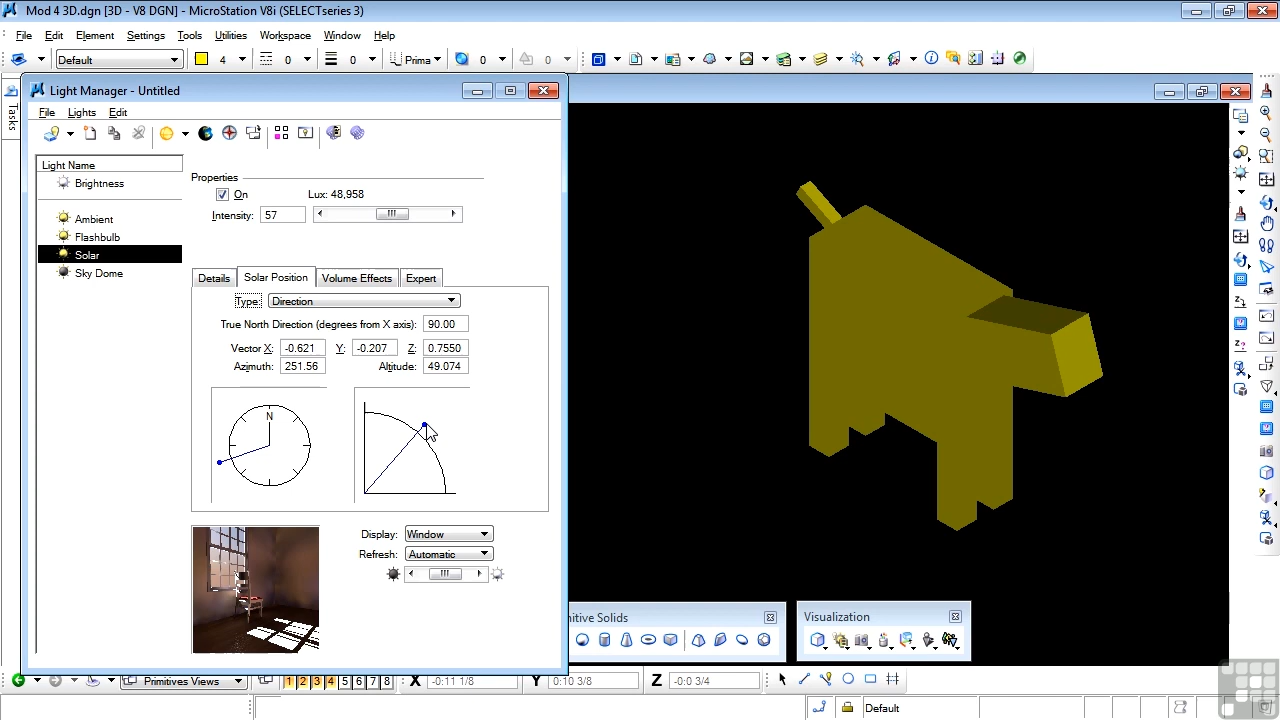 Mod 4 3D.dgn [3D - V8 DGN] - MicroStation V8i (SELECTseries 3)
File Edit Element Settings Tools Utilities Workspace Window Help
Default 4 0 0 Prima 0 0
Tasks
Light Manager - Untitled
File Lights Edit
Light Name
Brightness
Ambient
Flashbulb
Solar
Sky Dome
Properties
On Lux: 48,958
Intensity: 57
Details Solar Position Volume Effects Expert
Type: Direction
True North Direction (degrees from X axis): 90.00
Vector X: -0.621 Y: -0.207 Z: 0.7550
Azimuth: 251.56 Altitude: 49.074
N
Display: Window
Refresh: Automatic
nitive Solids
Visualization
Primitives Views 1 2 3 4 5 6 7 8 X -0:11 1/8 Y 0:10 3/8 Z -0:0 3/4
Default